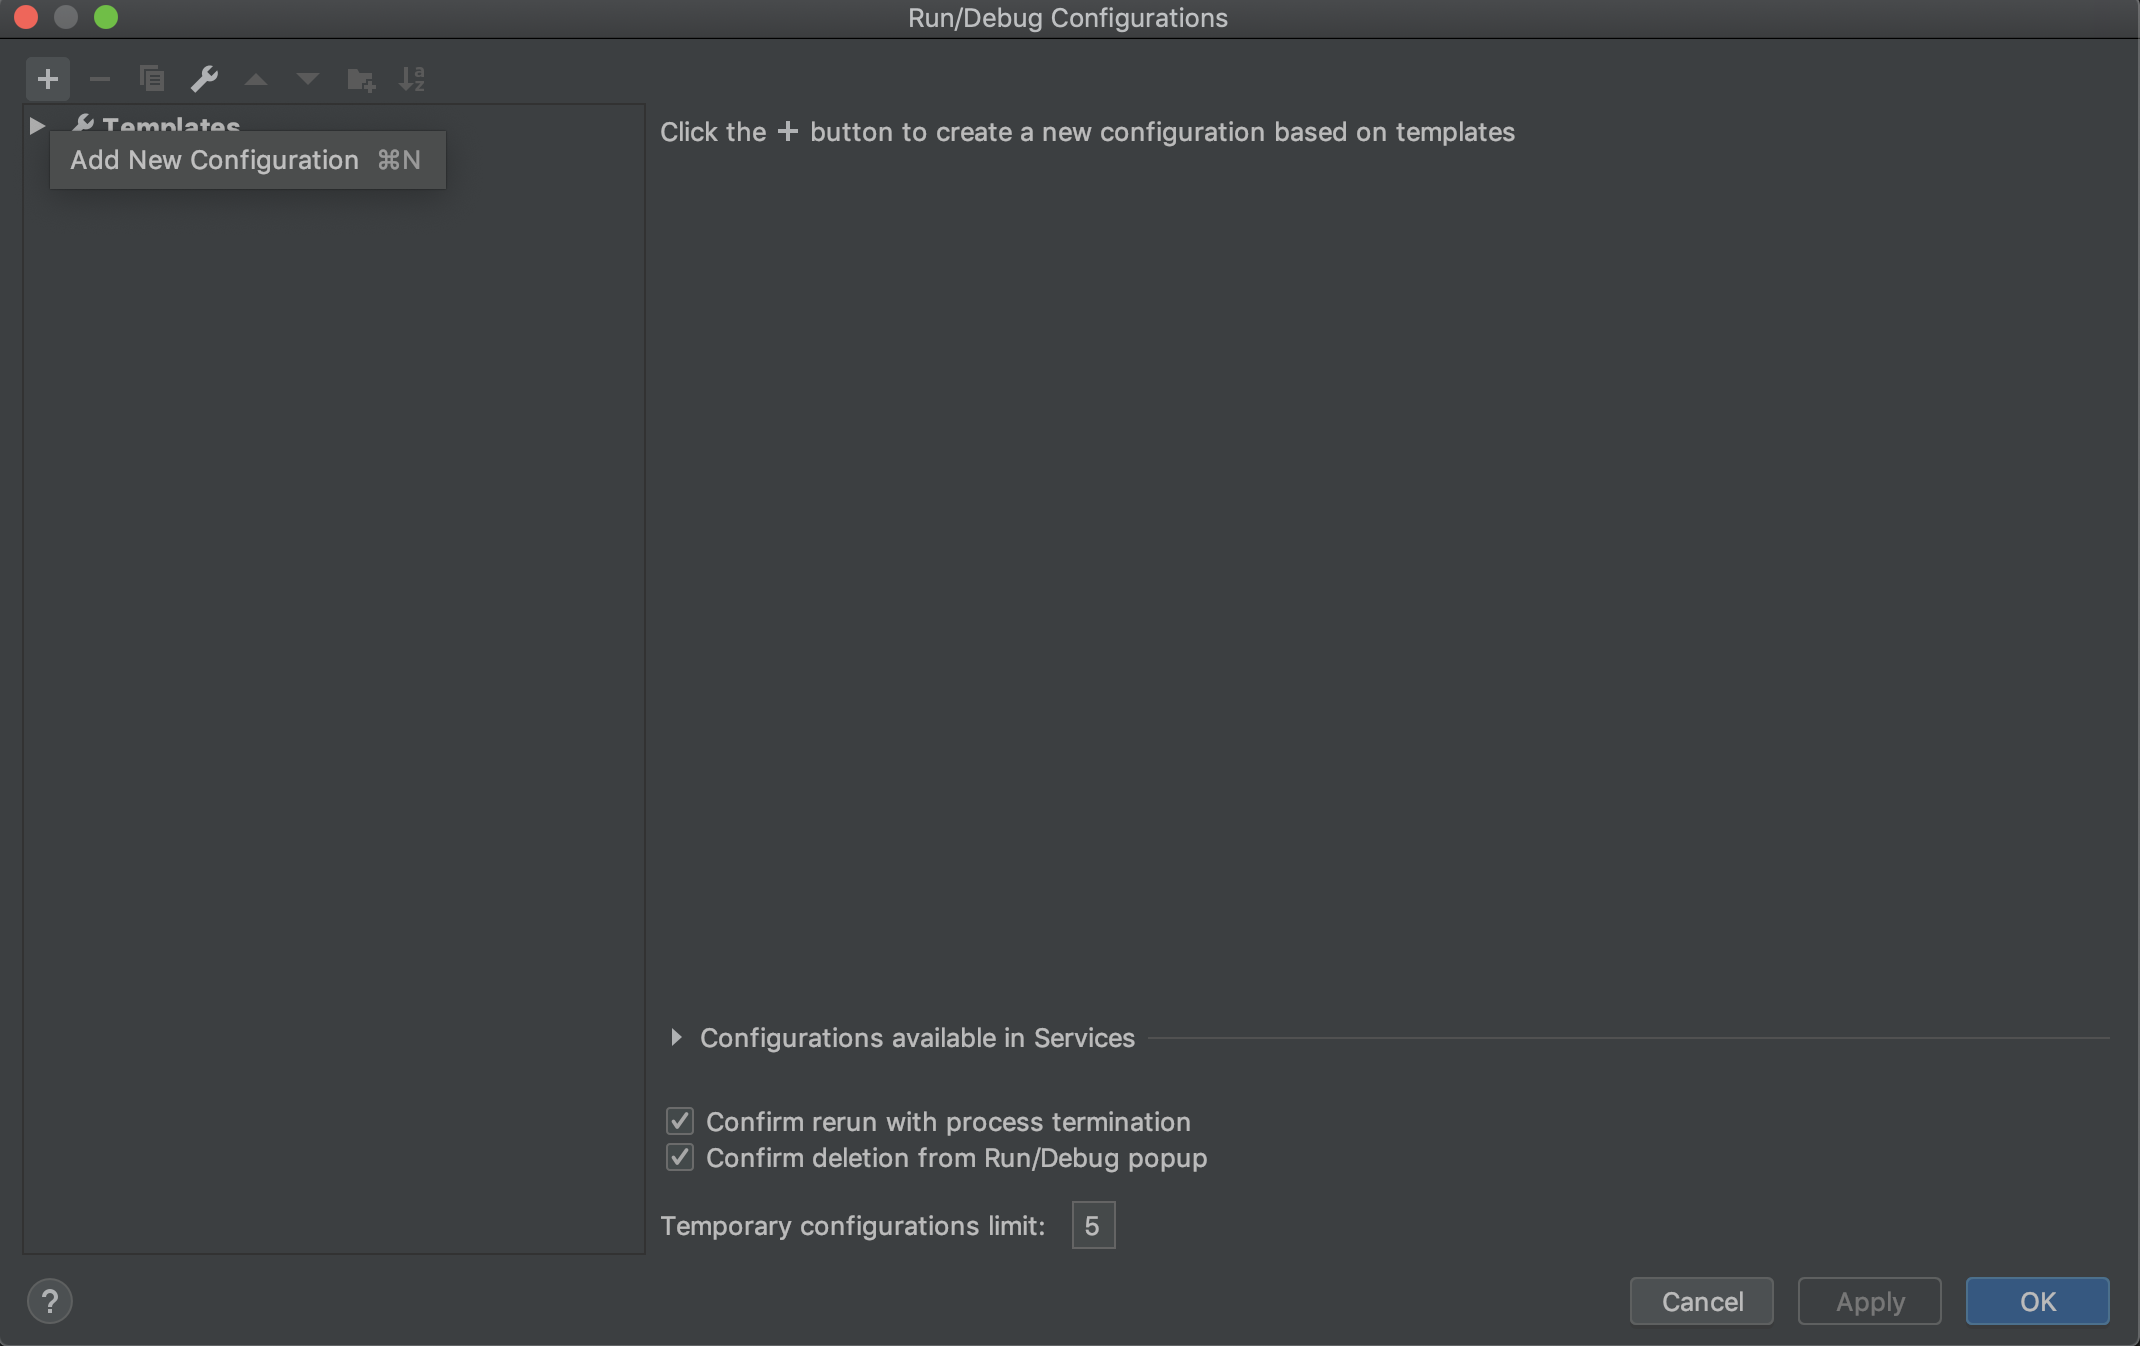 Run/Debug Configurations
Templates
Add New Configuration ⌘N
Click the + button to create a new configuration based on templates
Configurations available in Services
Confirm rerun with process termination
Confirm deletion from Run/Debug popup
Temporary configurations limit: 5
?
Cancel
Apply
OK